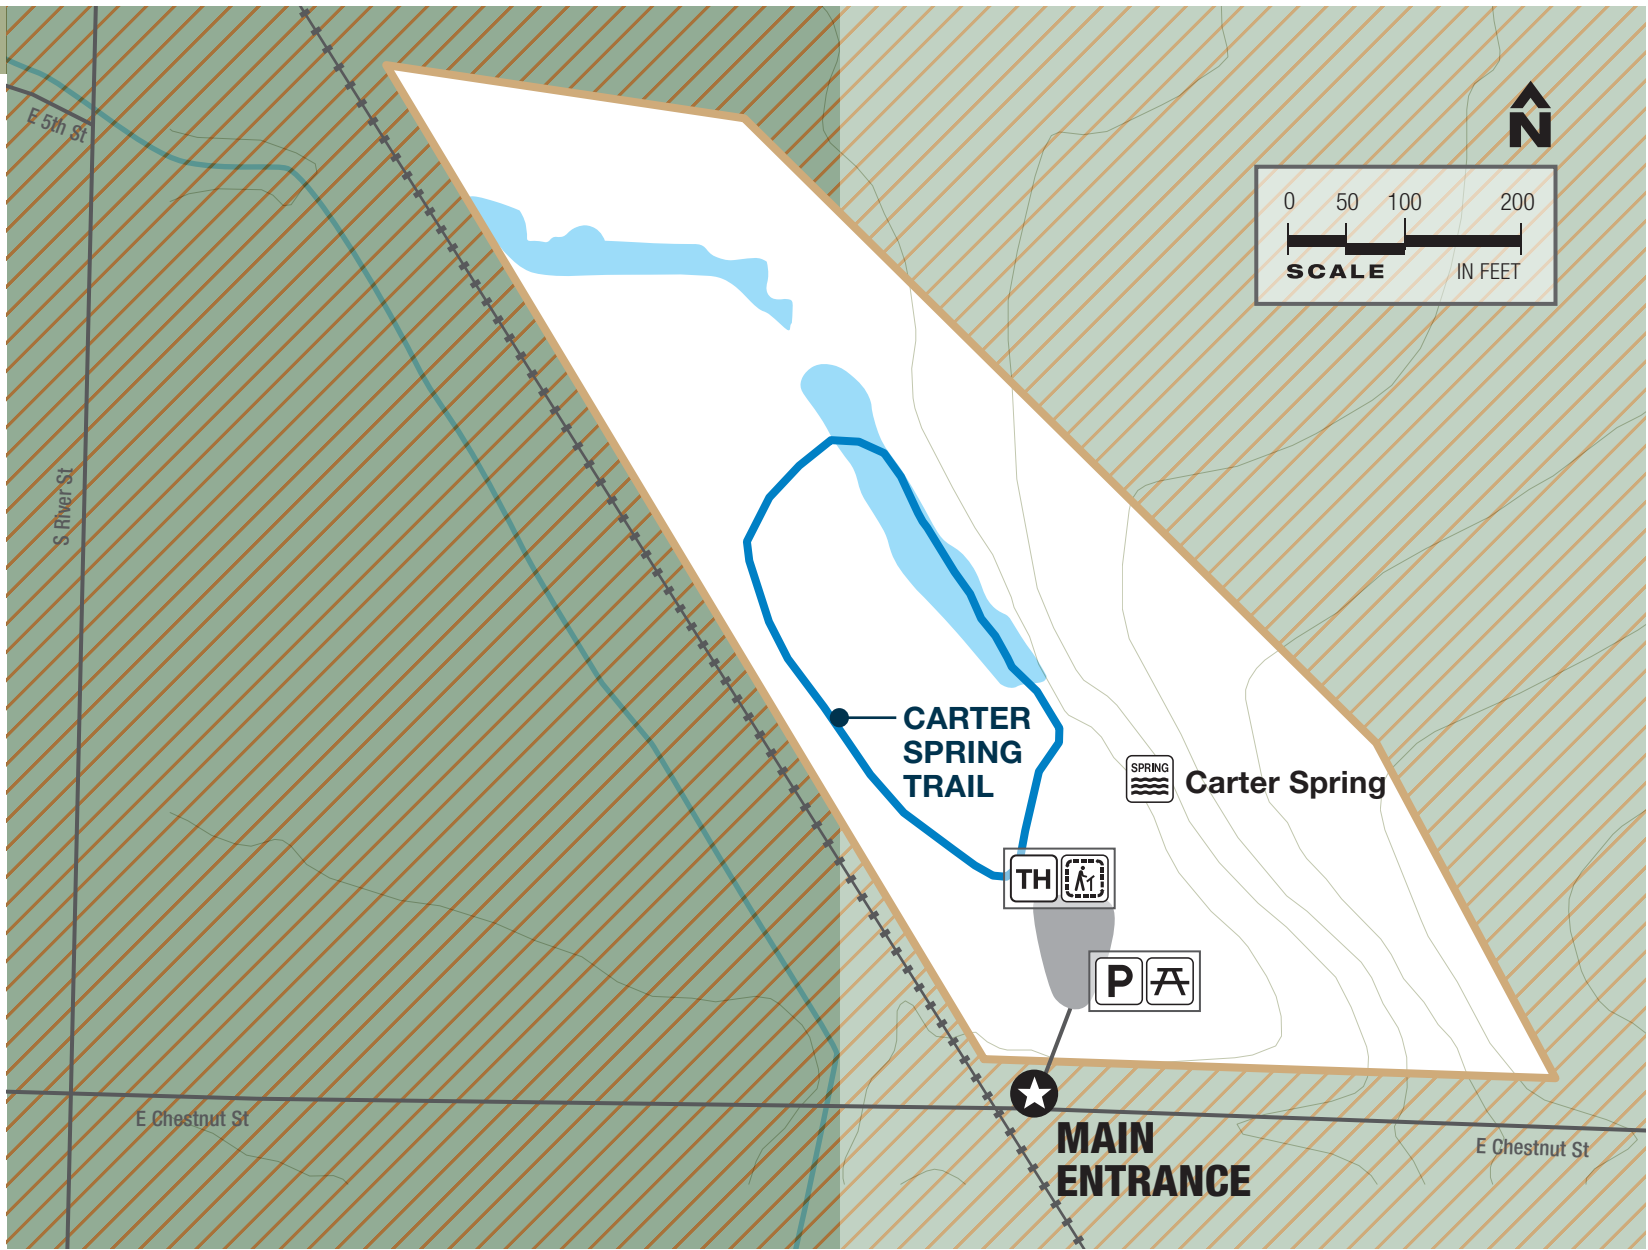 E 5th St
N
0 50 100 200
SCALE IN FEET
S River St
CARTER
SPRING
TRAIL
SPRING
Carter Spring
TH
P
E Chestnut St
MAIN
ENTRANCE
E Chestnut St